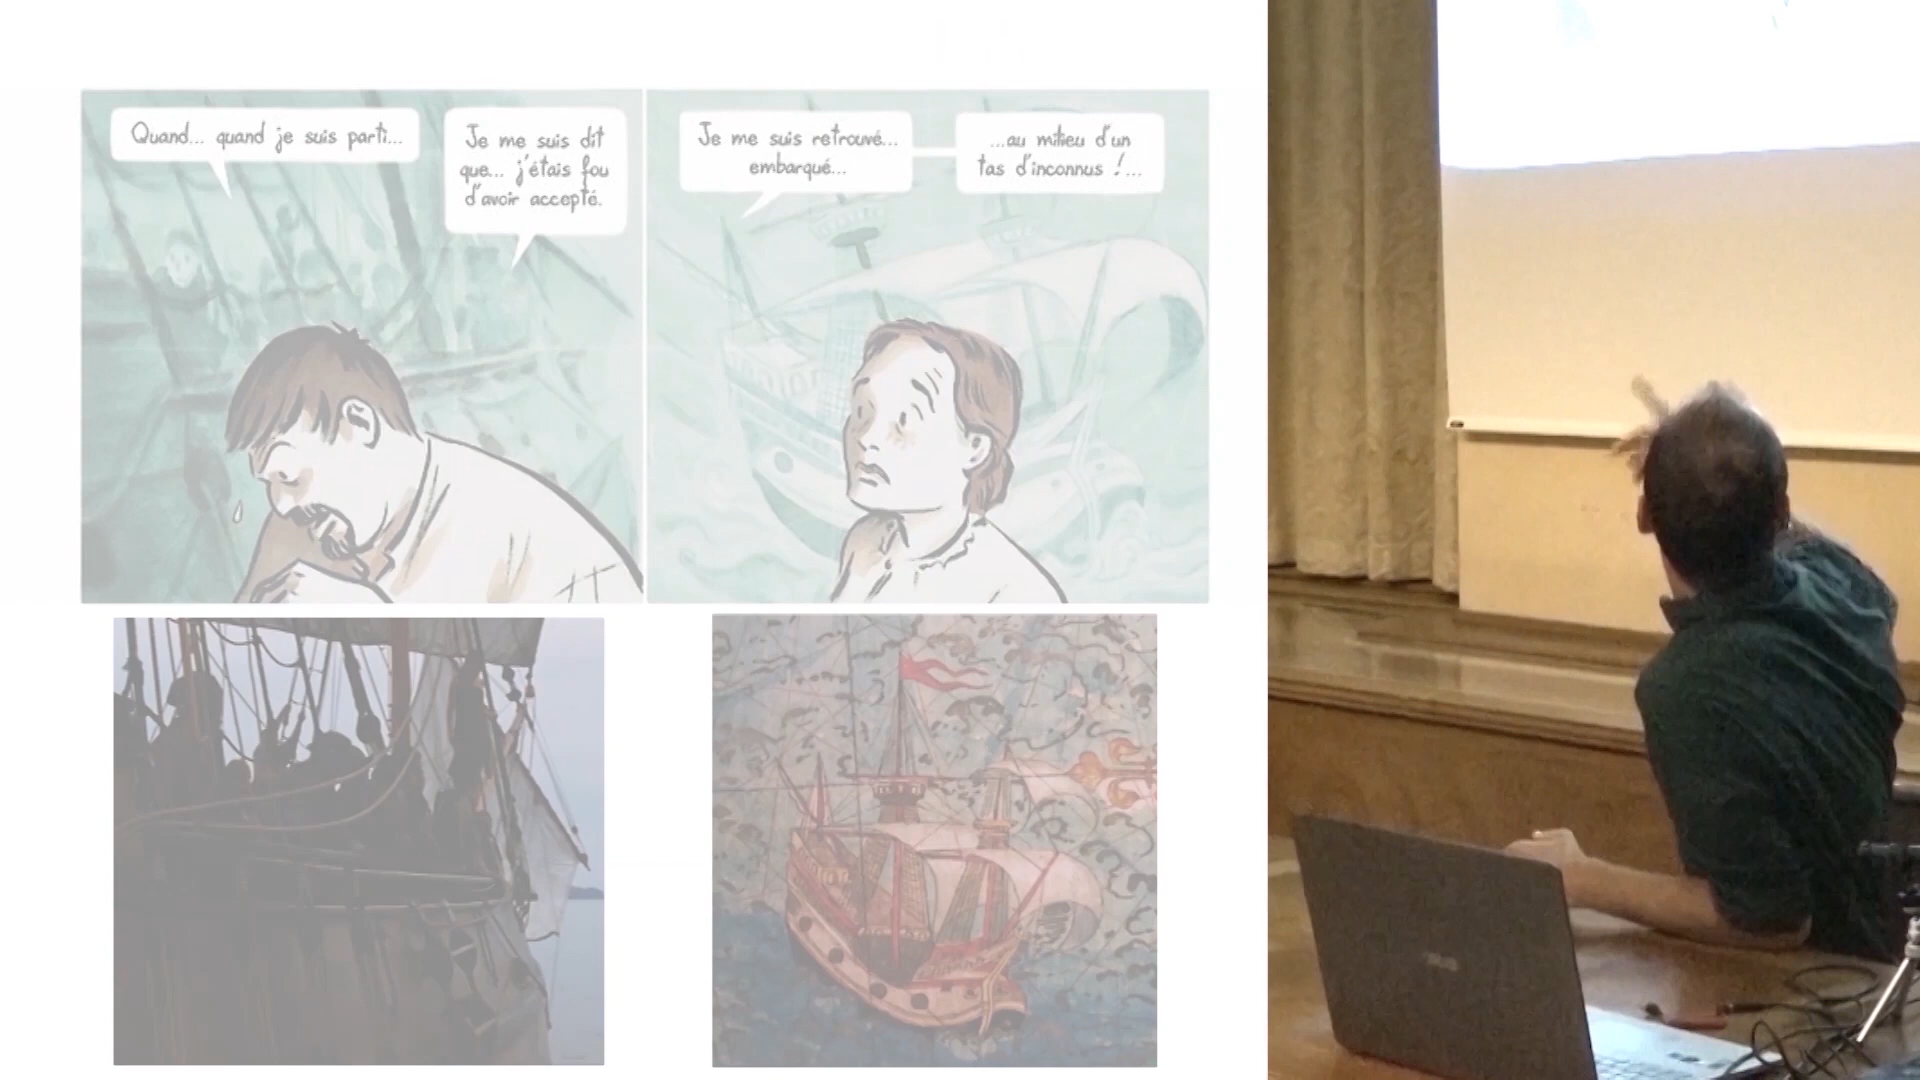 Quand... quand je suis parti...
Je me suis dit
que... j'étais fou
d'avoir accepté.
Je me suis retrouvé...
embarqué...
...au milieu d'un
tas d'inconnus !...